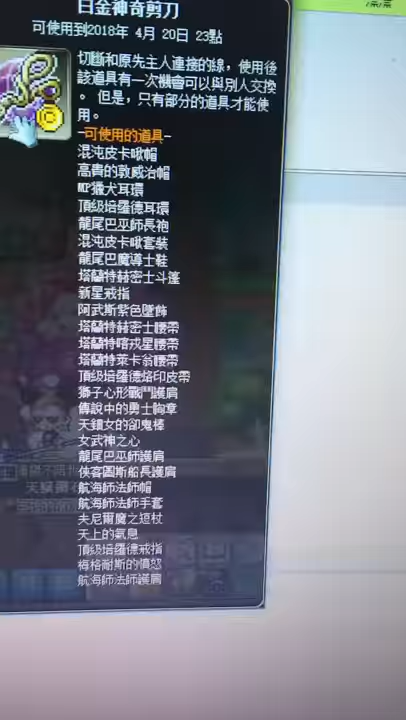 白金神奇剪刀
可使用到2018年 4月 20日 23點
切斷和原先主人連接的線，使用後
該道具有一次機會可以與別人交換
。 但是，只有部分的道具才能使
用。
-可使用的道具-
混沌皮卡啾帽
高貴的敦威治帽
MCP獵犬耳環
頂級培羅德耳環
龍尾巴巫師長袍
混沌皮卡啾套裝
龍尾巴魔導士鞋
塔蘭特赫密士斗篷
新星戒指
阿武斯紫色墜飾
塔蘭特赫密士腰帶
塔蘭特喀戎星腰帶
塔蘭特萊卡翁腰帶
頂級培羅德烙印皮帶
獅子心形戰鬥護肩
傳說中的勇士胸章
天鎖女的卻鬼棒
女武神之心
龍尾巴巫師護肩
俠客圖斯船長護肩
航海師法師帽
航海師法師手套
夫尼爾魔之短杖
天上的氣息
頂級培羅德戒指
梅格耐斯的憤怒
航海師法師護肩